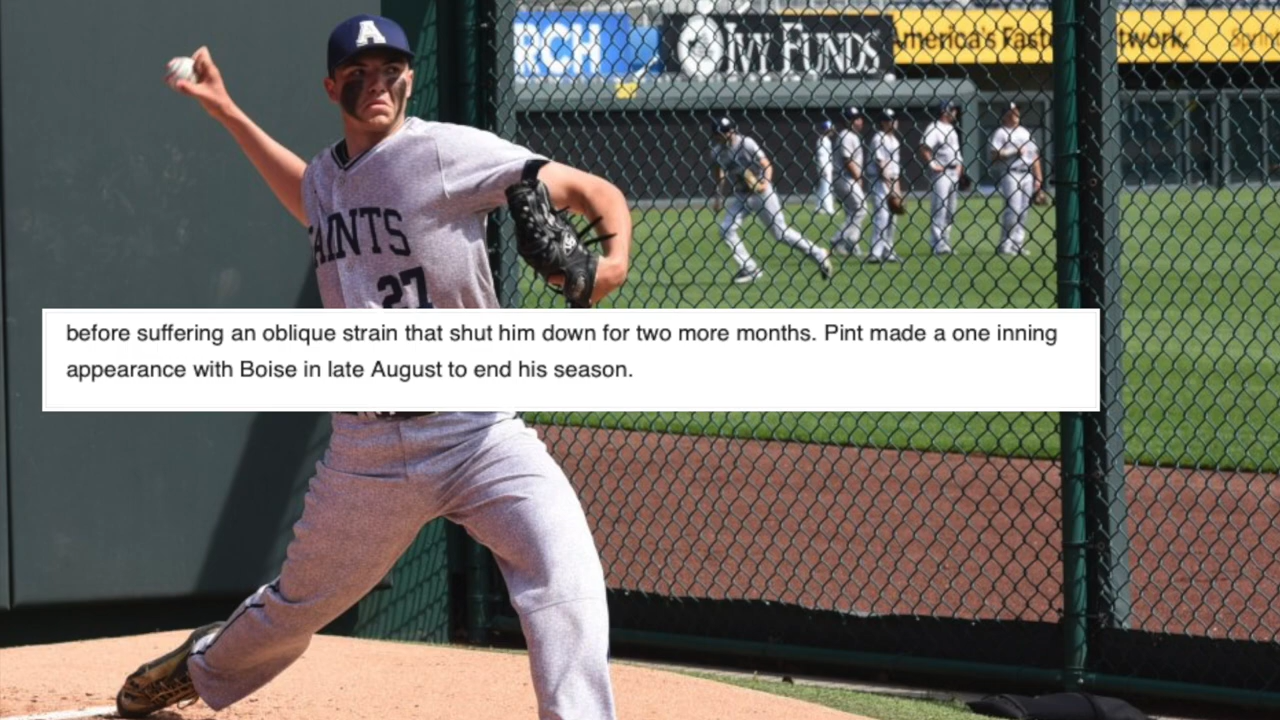 A
RCH
IVY FUNDS
America's Fast
twork.
AINTS
27
before suffering an oblique strain that shut him down for two more months. Pint made a one inning
appearance with Boise in late August to end his season.